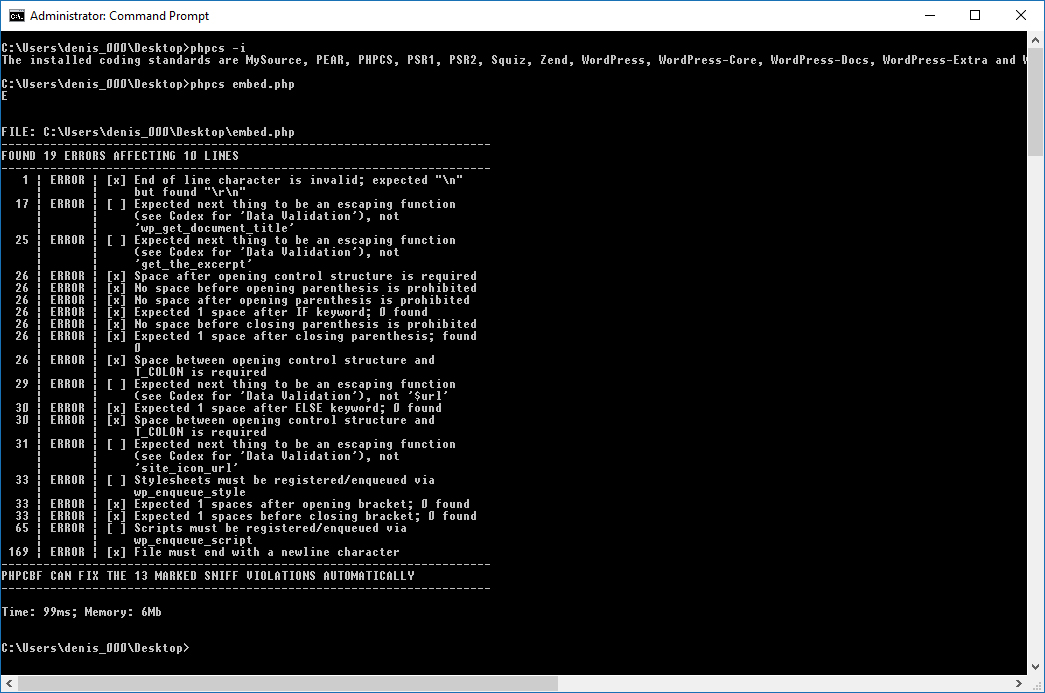 Administrator: Command Prompt
C:\Users\denis_000\Desktop>phpcs -i
The installed coding standards are MySource, PEAR, PHPCS, PSR1, PSR2, Squiz, Zend, WordPress, WordPress-Core, WordPress-Docs, WordPress-Extra and
C:\Users\denis_000\Desktop>phpcs embed.php
E
FILE: C:\Users\denis_000\Desktop\embed.php
----------------------------------------------------------------------
FOUND 19 ERRORS AFFECTING 10 LINES
----------------------------------------------------------------------
1 | ERROR | [x] End of line character is invalid; expected "\n"
| | but found "\r\n"
17 | ERROR | [ ] Expected next thing to be an escaping function
| | (see Codex for 'Data Validation'), not
| | 'wp_get_document_title'
25 | ERROR | [ ] Expected next thing to be an escaping function
| | (see Codex for 'Data Validation'), not
| | 'get_the_excerpt'
26 | ERROR | [x] Space after opening control structure is required
26 | ERROR | [x] No space before opening parenthesis is prohibited
26 | ERROR | [x] No space after opening parenthesis is prohibited
26 | ERROR | [x] Expected 1 space after IF keyword; 0 found
26 | ERROR | [x] No space before closing parenthesis is prohibited
26 | ERROR | [x] Expected 1 space after closing parenthesis; found
| | 0
26 | ERROR | [x] Space between opening control structure and
| | T_COLON is required
29 | ERROR | [ ] Expected next thing to be an escaping function
| | (see Codex for 'Data Validation'), not '$url'
30 | ERROR | [x] Expected 1 space after ELSE keyword; 0 found
30 | ERROR | [x] Space between opening control structure and
| | T_COLON is required
31 | ERROR | [ ] Expected next thing to be an escaping function
| | (see Codex for 'Data Validation'), not
| | 'site_icon_url'
33 | ERROR | [ ] Stylesheets must be registered/enqueued via
| | wp_enqueue_style
33 | ERROR | [x] Expected 1 spaces after opening bracket; 0 found
33 | ERROR | [x] Expected 1 spaces before closing bracket; 0 found
65 | ERROR | [ ] Scripts must be registered/enqueued via
| | wp_enqueue_script
169 | ERROR | [x] File must end with a newline character
----------------------------------------------------------------------
PHPCBF CAN FIX THE 13 MARKED SNIFF VIOLATIONS AUTOMATICALLY
----------------------------------------------------------------------
Time: 99ms; Memory: 6Mb
C:\Users\denis_000\Desktop>